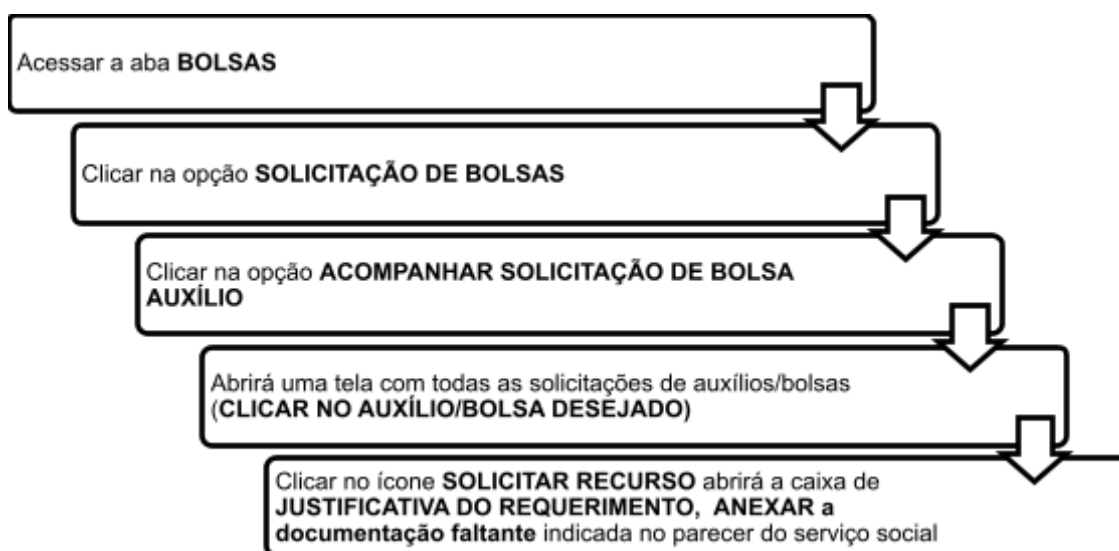 Acessar a aba BOLSAS
Clicar na opção SOLICITAÇÃO DE BOLSAS
Clicar na opção ACOMPANHAR SOLICITAÇÃO DE BOLSA
AUXÍLIO
Abrirá uma tela com todas as solicitações de auxílios/bolsas
(CLICAR NO AUXÍLIO/BOLSA DESEJADO)
Clicar no ícone SOLICITAR RECURSO abrirá a caixa de
JUSTIFICATIVA DO REQUERIMENTO, ANEXAR a
documentação faltante indicada no parecer do serviço social